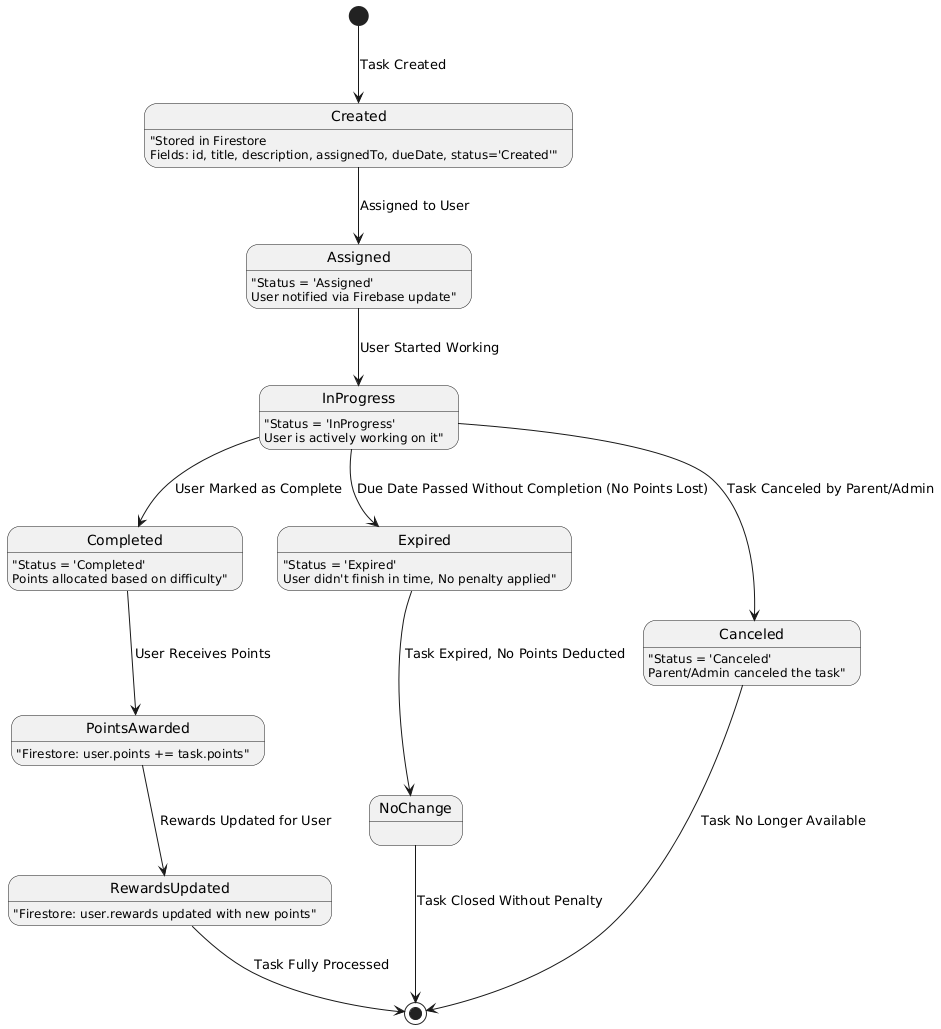 Task Created
Created
"Stored in Firestore
Fields: id, title, description, assignedTo, dueDate, status='Created'"
Assigned to User
Assigned
"Status = 'Assigned'
User notified via Firebase update"
User Started Working
InProgress
"Status = 'InProgress'
User is actively working on it"
User Marked as Complete
Due Date Passed Without Completion (No Points Lost)
Task Canceled by Parent/Admin
Completed
"Status = 'Completed'
Points allocated based on difficulty"
Expired
"Status = 'Expired'
User didn't finish in time, No penalty applied"
Canceled
"Status = 'Canceled'
Parent/Admin canceled the task"
User Receives Points
Task Expired, No Points Deducted
PointsAwarded
"Firestore: user.points += task.points"
NoChange
Rewards Updated for User
Task No Longer Available
RewardsUpdated
"Firestore: user.rewards updated with new points"
Task Closed Without Penalty
Task Fully Processed